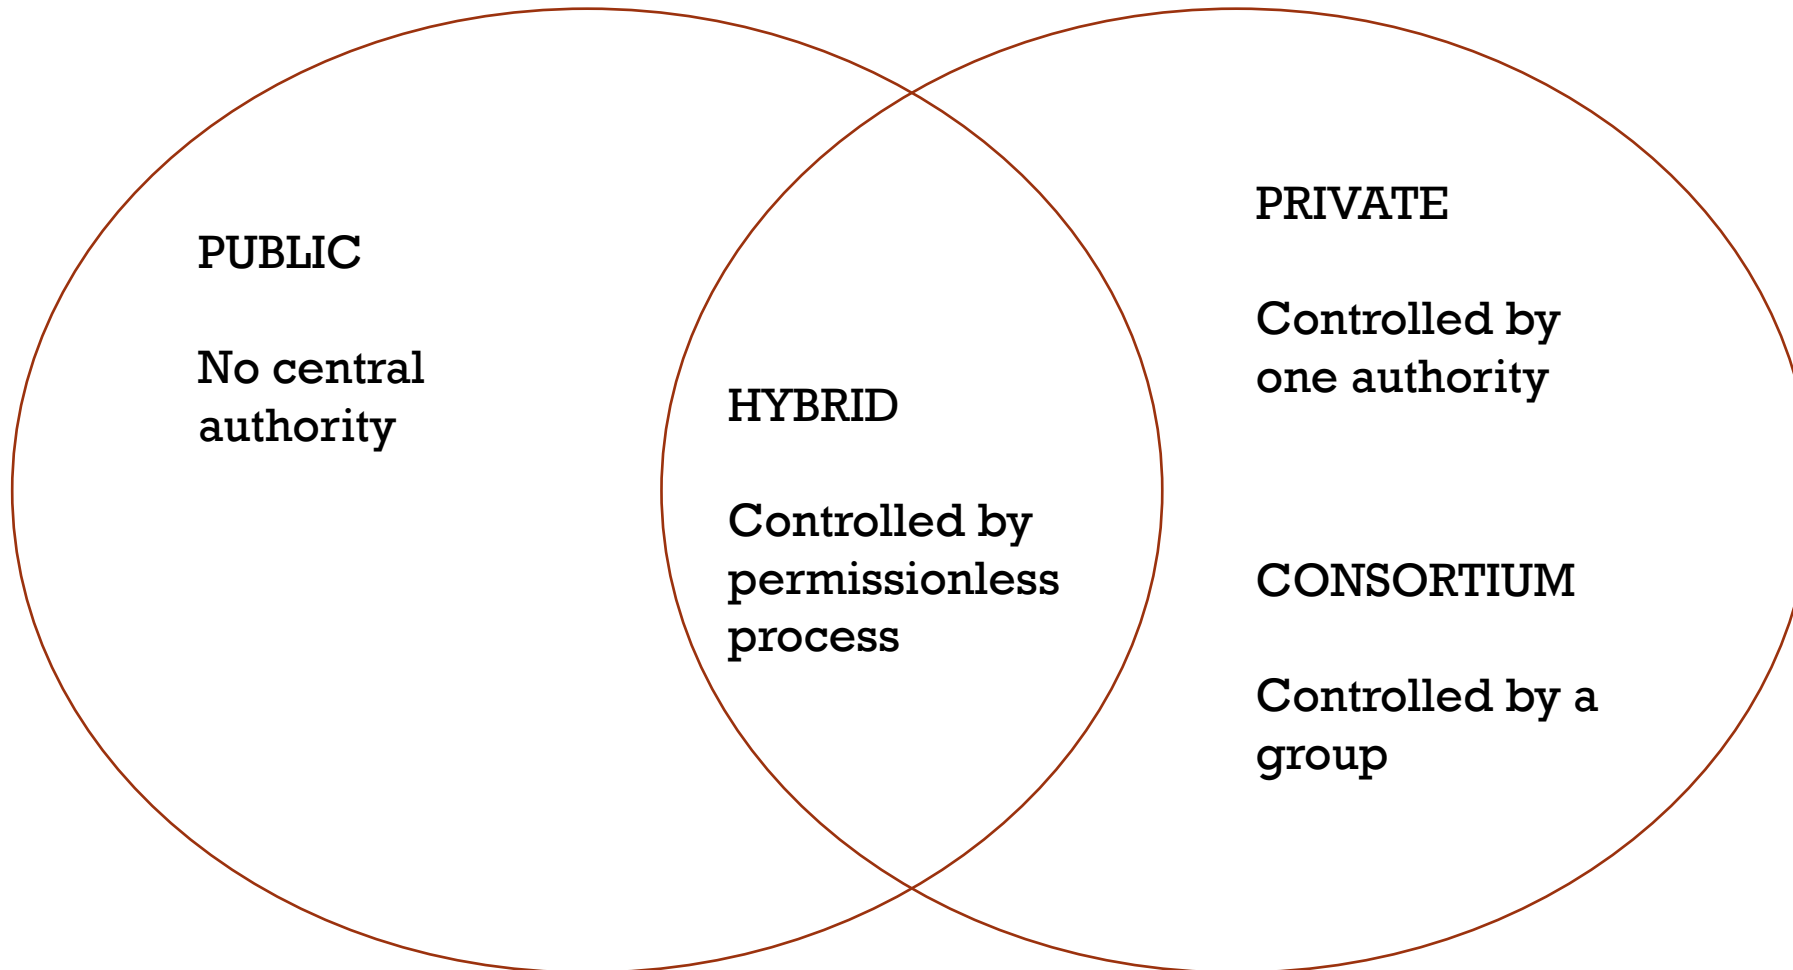 PUBLIC
No central
authority
HYBRID
Controlled by
permissionless
process
PRIVATE
Controlled by
one authority
CONSORTIUM
Controlled by a
group